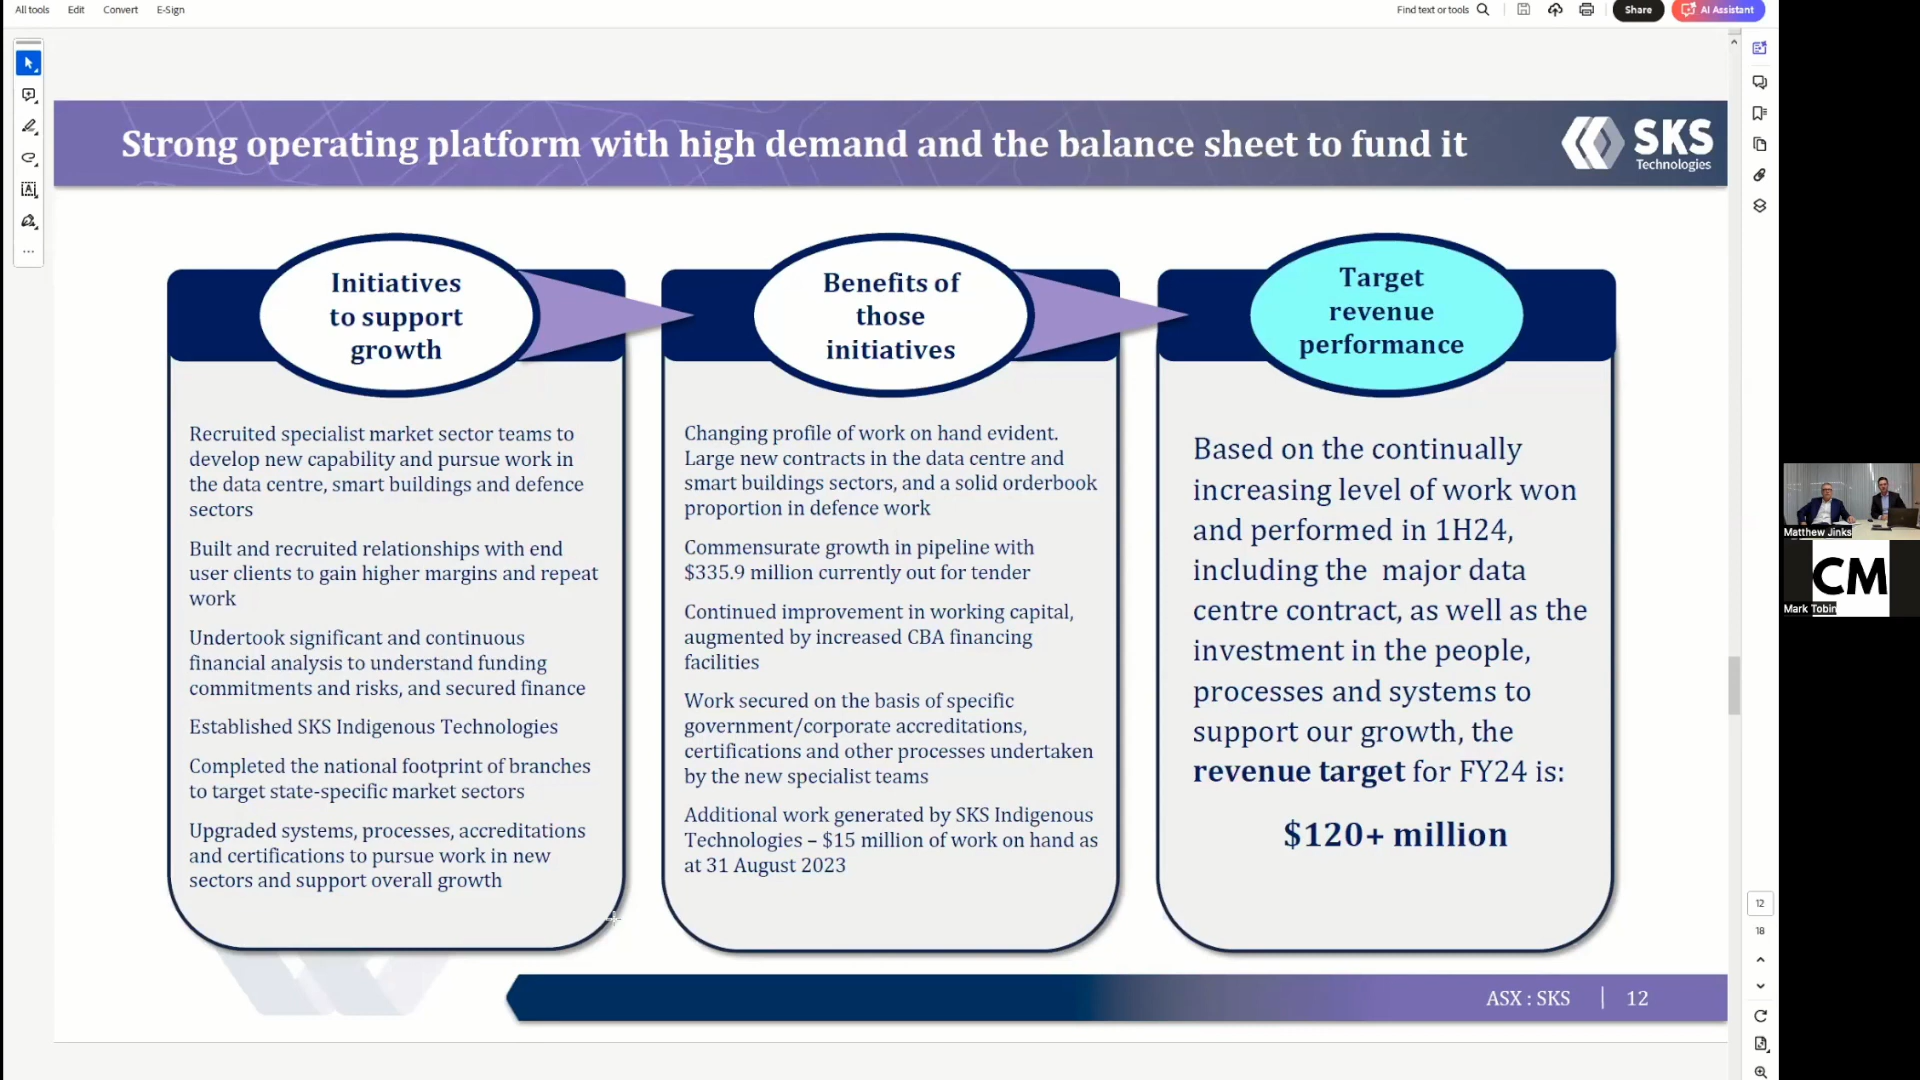 All tools Edit Convert E-Sign
Find text or tools Share AI Assistant
Strong operating platform with high demand and the balance sheet to fund it
SKS
Technologies
Initiatives
to support
growth
Recruited specialist market sector teams to
develop new capability and pursue work in
the data centre, smart buildings and defence
sectors
Built and recruited relationships with end
user clients to gain higher margins and repeat
work
Undertook significant and continuous
financial analysis to understand funding
commitments and risks, and secured finance
Established SKS Indigenous Technologies
Completed the national footprint of branches
to target state-specific market sectors
Upgraded systems, processes, accreditations
and certifications to pursue work in new
sectors and support overall growth
Benefits of
those
initiatives
Changing profile of work on hand evident.
Large new contracts in the data centre and
smart buildings sectors, and a solid orderbook
proportion in defence work
Commensurate growth in pipeline with
$335.9 million currently out for tender
Continued improvement in working capital,
augmented by increased CBA financing
facilities
Work secured on the basis of specific
government/corporate accreditations,
certifications and other processes undertaken
by the new specialist teams
Additional work generated by SKS Indigenous
Technologies – $15 million of work on hand as
at 31 August 2023
Target
revenue
performance
Based on the continually
increasing level of work won
and performed in 1H24,
including the major data
centre contract, as well as the
investment in the people,
processes and systems to
support our growth, the
revenue target for FY24 is:
$120+ million
ASX : SKS | 12
Matthew Jinks
CM
Mark Tobin
12
18